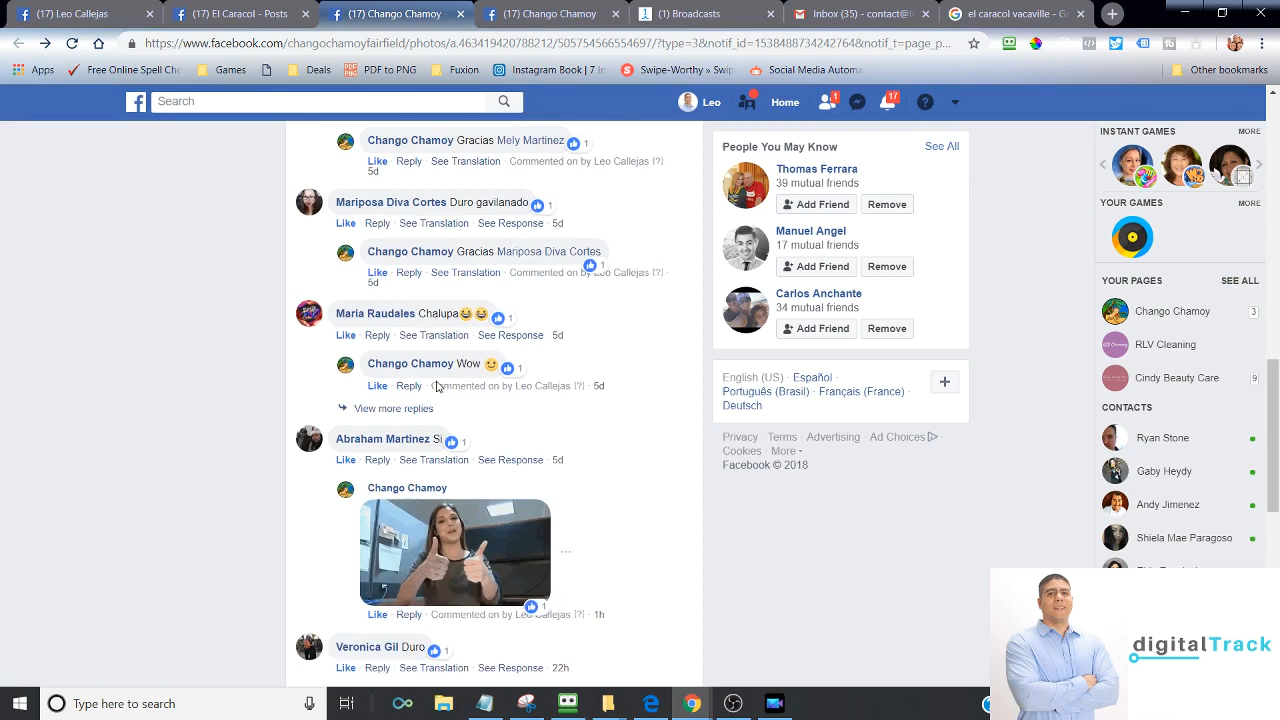 (17) Leo Callejas
(17) El Caracol - Posts
(17) Chango Chamoy -
(17) Chango Chamoy
(1) Broadcasts
Inbox (35) - contact@l
el caracol vacaville - G
https://www.facebook.com/changochamoyfairfield/photos/a.463419420788212/505754566554697/?type=3&notif_id=1538488734242764&notif_t=page_p...
Apps
Free Online Spell Che
Games
Deals
PDF to PNG
Fuxion
Instagram Book | 7 In
Swipe-Worthy » Swip
Social Media Automa
Other bookmarks
Search
Leo
Home
1
17
Chango Chamoy Gracias Mely Martinez 1
Like · Reply · See Translation · Commented on by Leo Callejas [?] ·
5d
Mariposa Diva Cortes Duro gavilanado 1
Like · Reply · See Translation · See Response · 5d
Chango Chamoy Gracias Mariposa Diva Cortes
1
Like · Reply · See Translation · Commented on by Leo Callejas [?] ·
5d
Maria Raudales Chalupa😄😄 1
Like · Reply · See Translation · See Response · 5d
Chango Chamoy Wow 🙂 1
Like · Reply · Commented on by Leo Callejas [?] · 5d
View more replies
Abraham Martinez Si 1
Like · Reply · See Translation · See Response · 5d
Chango Chamoy
...
1
Like · Reply · Commented on by Leo Callejas [?] · 1h
Veronica Gil Duro 1
Like · Reply · See Translation · See Response · 22h
People You May Know
See All
Thomas Ferrara
39 mutual friends
Add Friend
Remove
Manuel Angel
17 mutual friends
Add Friend
Remove
Carlos Anchante
34 mutual friends
Add Friend
Remove
English (US) · Español ·
Português (Brasil) · Français (France) ·
Deutsch
Privacy · Terms · Advertising · Ad Choices ·
Cookies · More
Facebook © 2018
INSTANT GAMES
MORE
YOUR GAMES
MORE
YOUR PAGES
SEE ALL
Chango Chamoy
3
RLV Cleaning
Cindy Beauty Care
9
CONTACTS
Ryan Stone
Gaby Heydy
Andy Jimenez
Shiela Mae Paragoso
digitalTrack
Type here to search